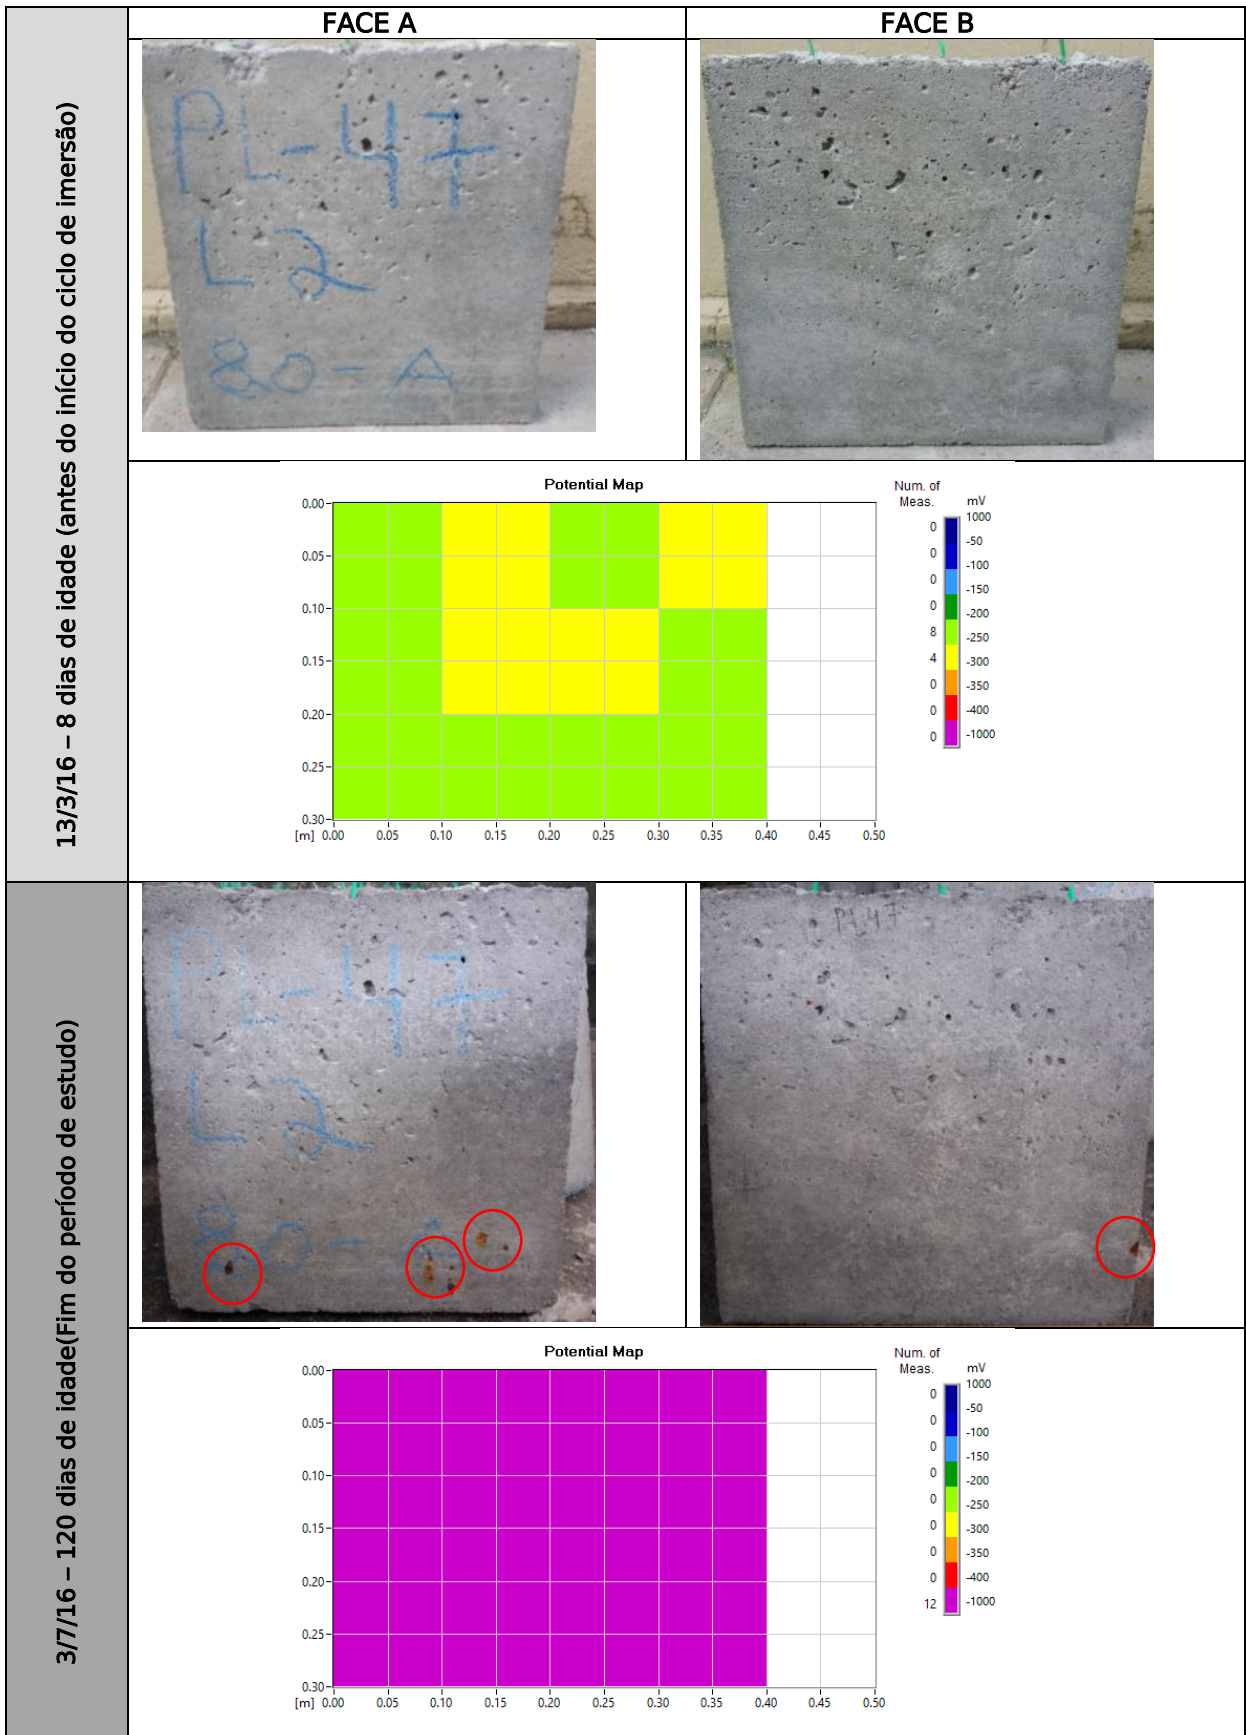 FACE A
FACE B
13/3/16 – 8 dias de idade (antes do início do ciclo de imersão)
PL-47
L2
80-A
Potential Map
0.00
0.05
0.10
0.15
0.20
0.25
0.30
[m] 0.00 0.05 0.10 0.15 0.20 0.25 0.30 0.35 0.40 0.45 0.50
Num. of
Meas. mV
1000
0
-50
0
-100
0
-150
0
-200
8
-250
4
-300
0
-350
0
-400
0
-1000
3/7/16 – 120 dias de idade(Fim do período de estudo)
PL-47
L2
80-A
PL47
Potential Map
0.00
0.05
0.10
0.15
0.20
0.25
0.30
[m] 0.00 0.05 0.10 0.15 0.20 0.25 0.30 0.35 0.40 0.45 0.50
Num. of
Meas. mV
1000
0
-50
0
-100
0
-150
0
-200
0
-250
0
-300
0
-350
0
-400
12
-1000